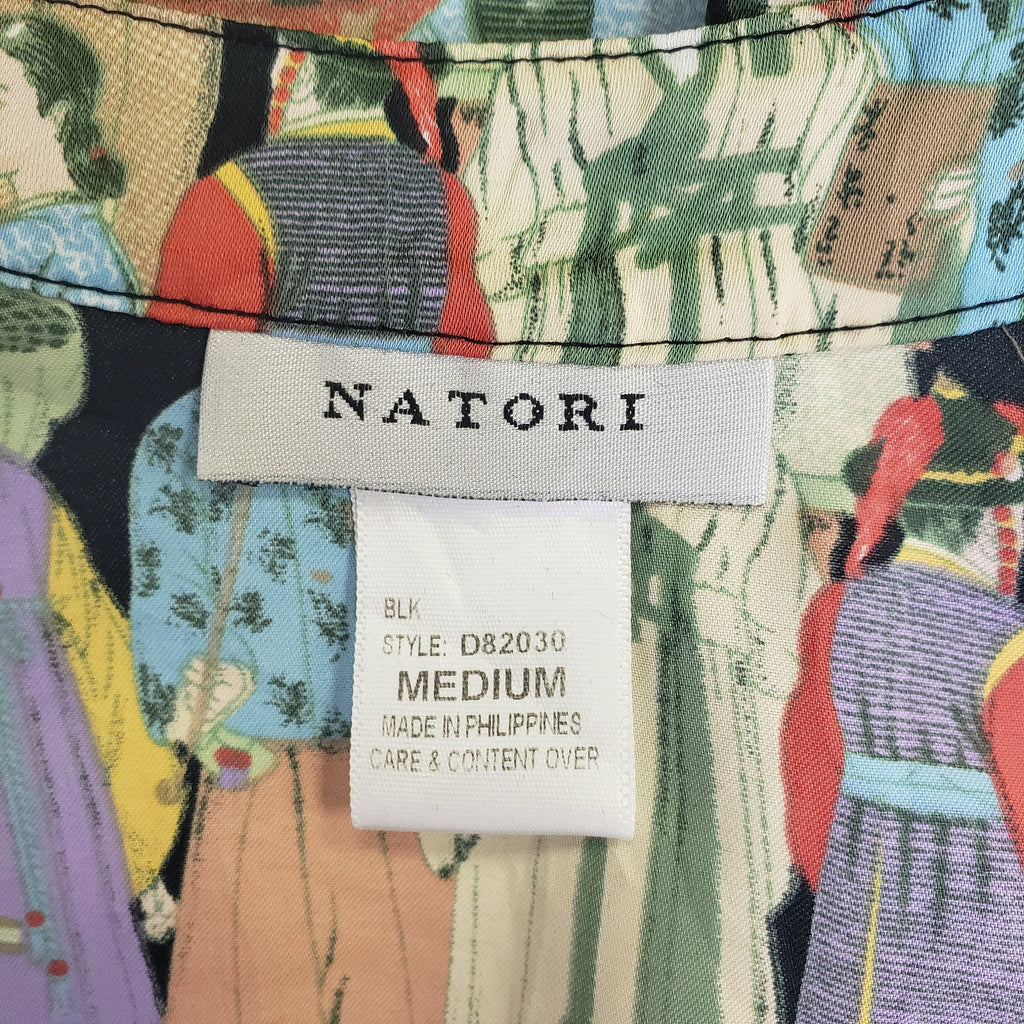 NATORI
BLK
STYLE: D82030
MEDIUM
MADE IN PHILIPPINES
CARE & CONTENT OVER